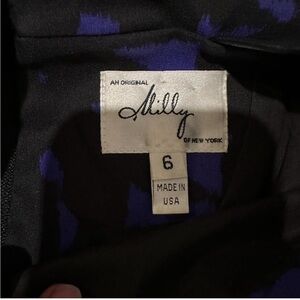 AN ORIGINAL
Milly
OF NEW YORK
6
MADE IN
USA